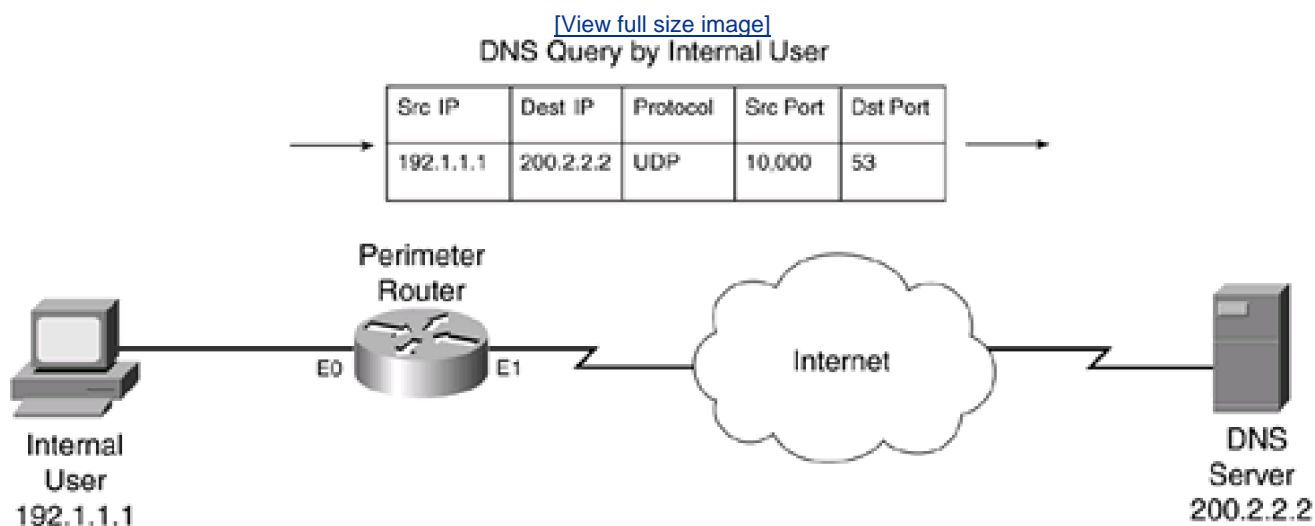 [View full size image]
DNS Query by Internal User
Src IP Dest IP Protocol Src Port Dst Port
192.1.1.1 200.2.2.2 UDP 10,000 53
Perimeter
Router
E0 E1
Internet
Internal
User
192.1.1.1
DNS
Server
200.2.2.2